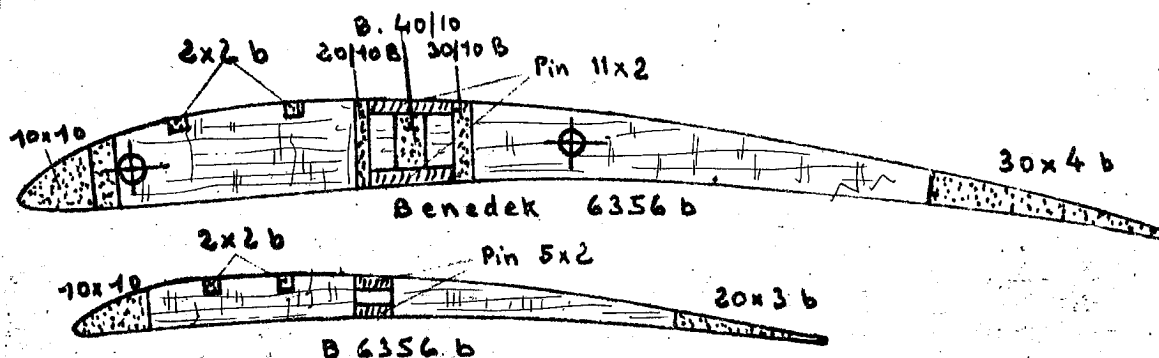 B. 40/10
2x2 b
20/10 B 30/10 B
Pin 11x2
10x10
30x4 b
Benedek 6356 b
2x2 b
Pin 5x2
10x10
20x3 b
B 6356. b